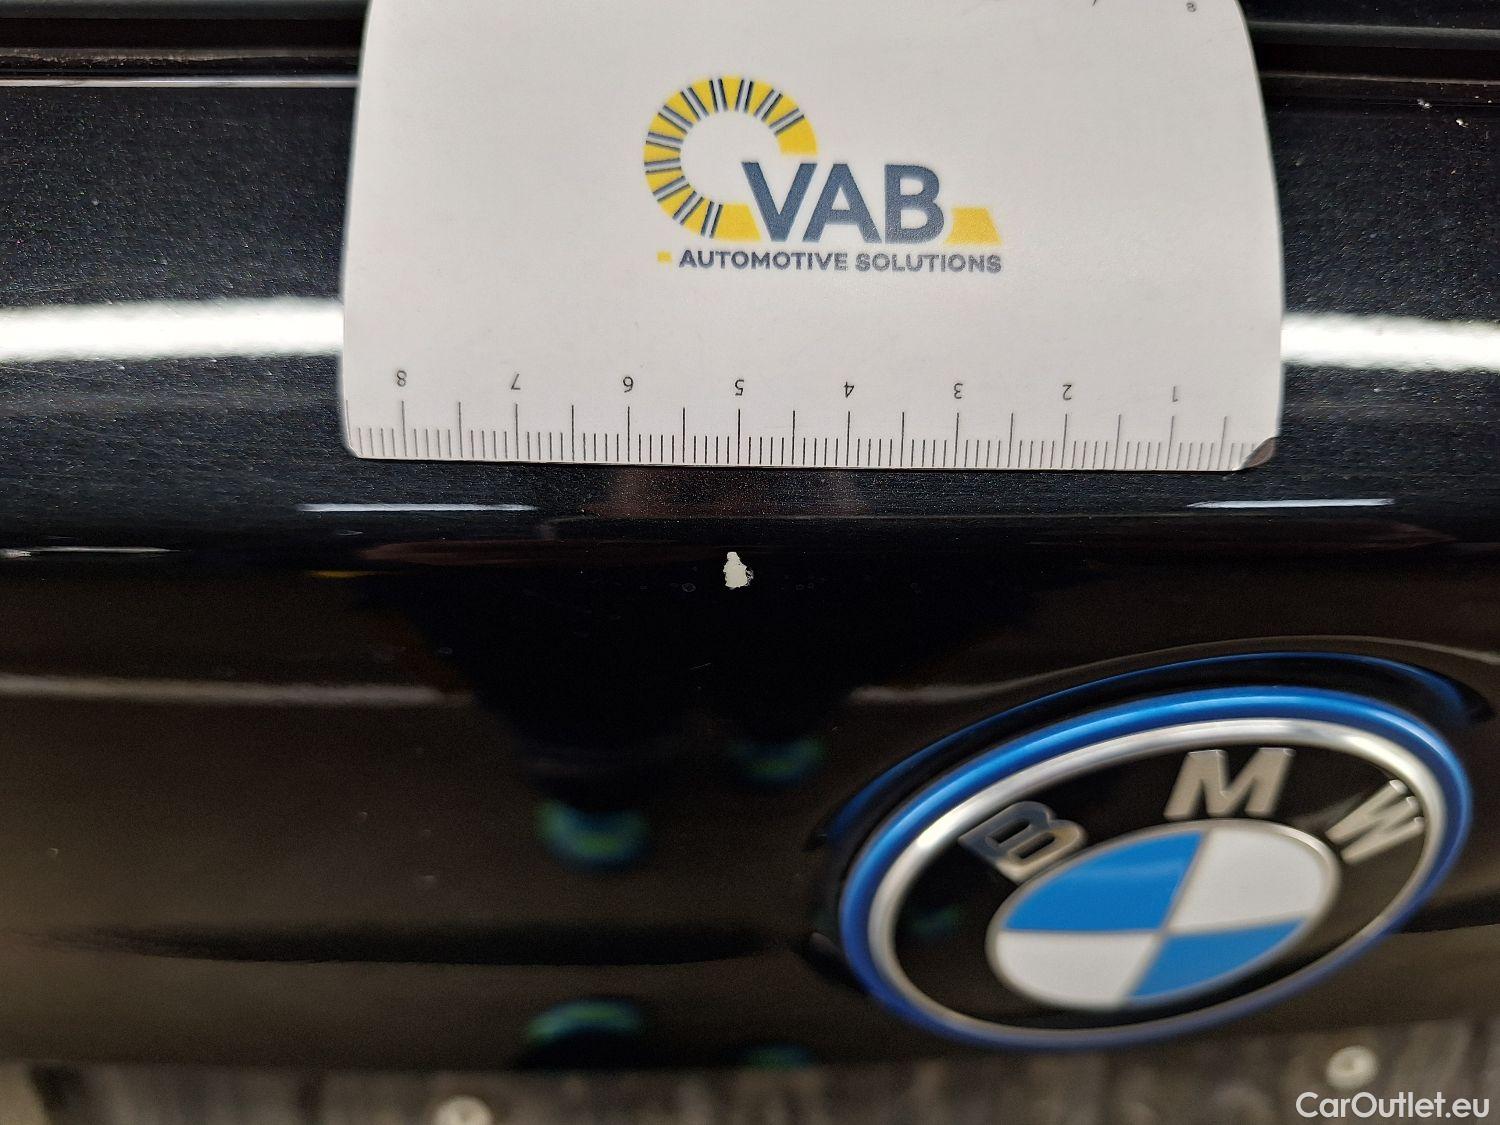 VAB
AUTOMOTIVE SOLUTIONS
8 7 6 5 4 3 2 1
BMW
CarOutlet.eu